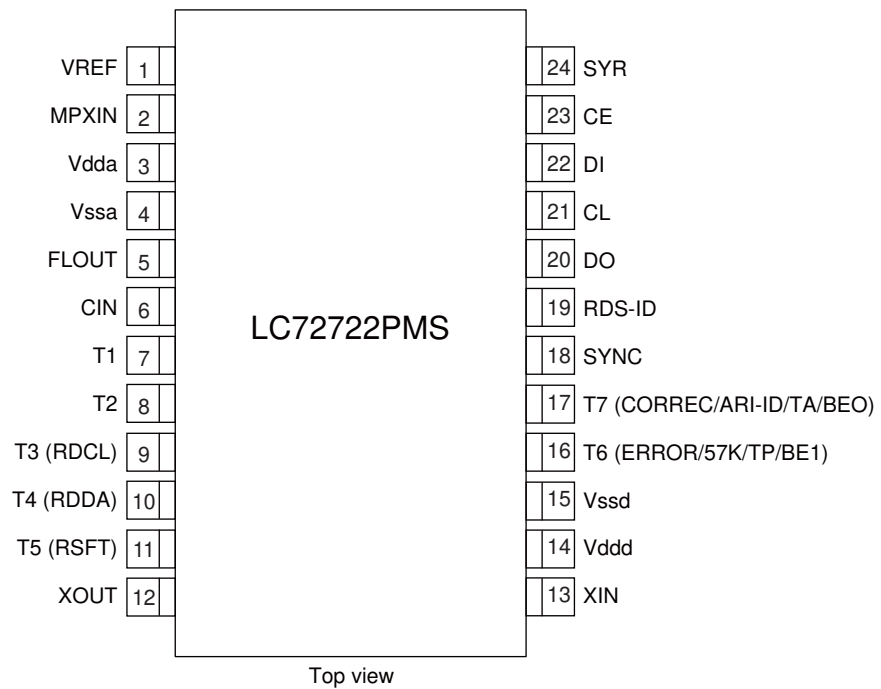 VREF 1
MPXIN 2
Vdda 3
Vssa 4
FLOUT 5
CIN 6
T1 7
T2 8
T3 (RDCL) 9
T4 (RDDA) 10
T5 (RSFT) 11
XOUT 12
LC72722PMS
24 SYR
23 CE
22 DI
21 CL
20 DO
19 RDS-ID
18 SYNC
17 T7 (CORREC/ARI-ID/TA/BEO)
16 T6 (ERROR/57K/TP/BE1)
15 Vssd
14 Vddd
13 XIN
Top view